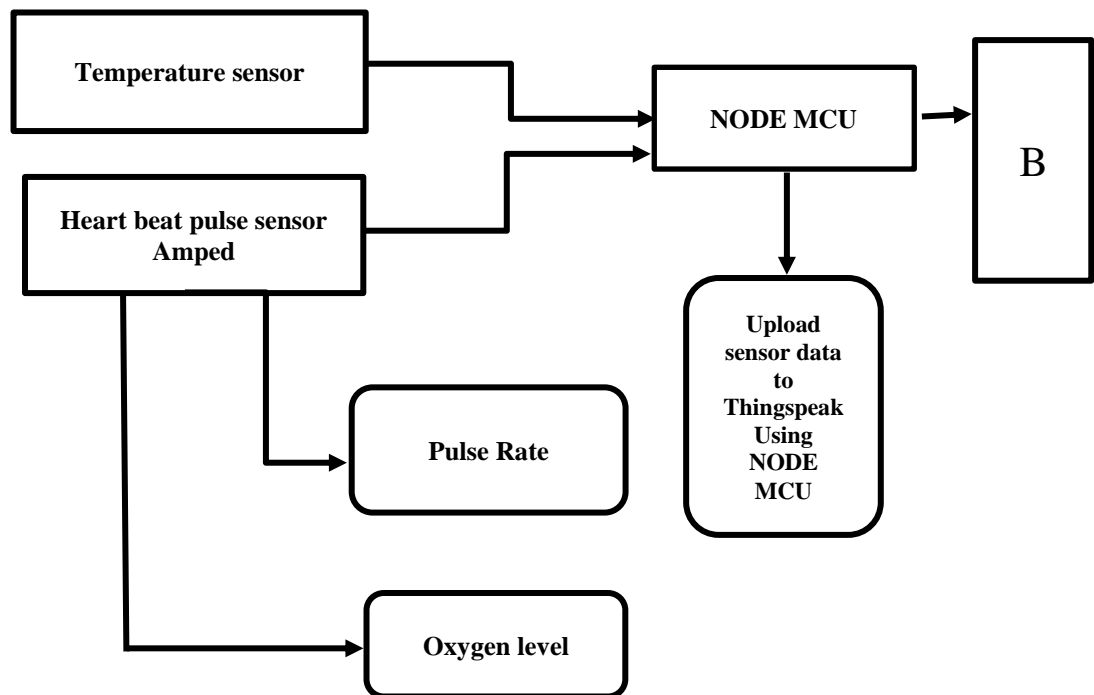 Temperature sensor
NODE MCU
B
Heart beat pulse sensor
Amped
Upload
sensor data
to
Thingspeak
Using
NODE
MCU
Pulse Rate
Oxygen level